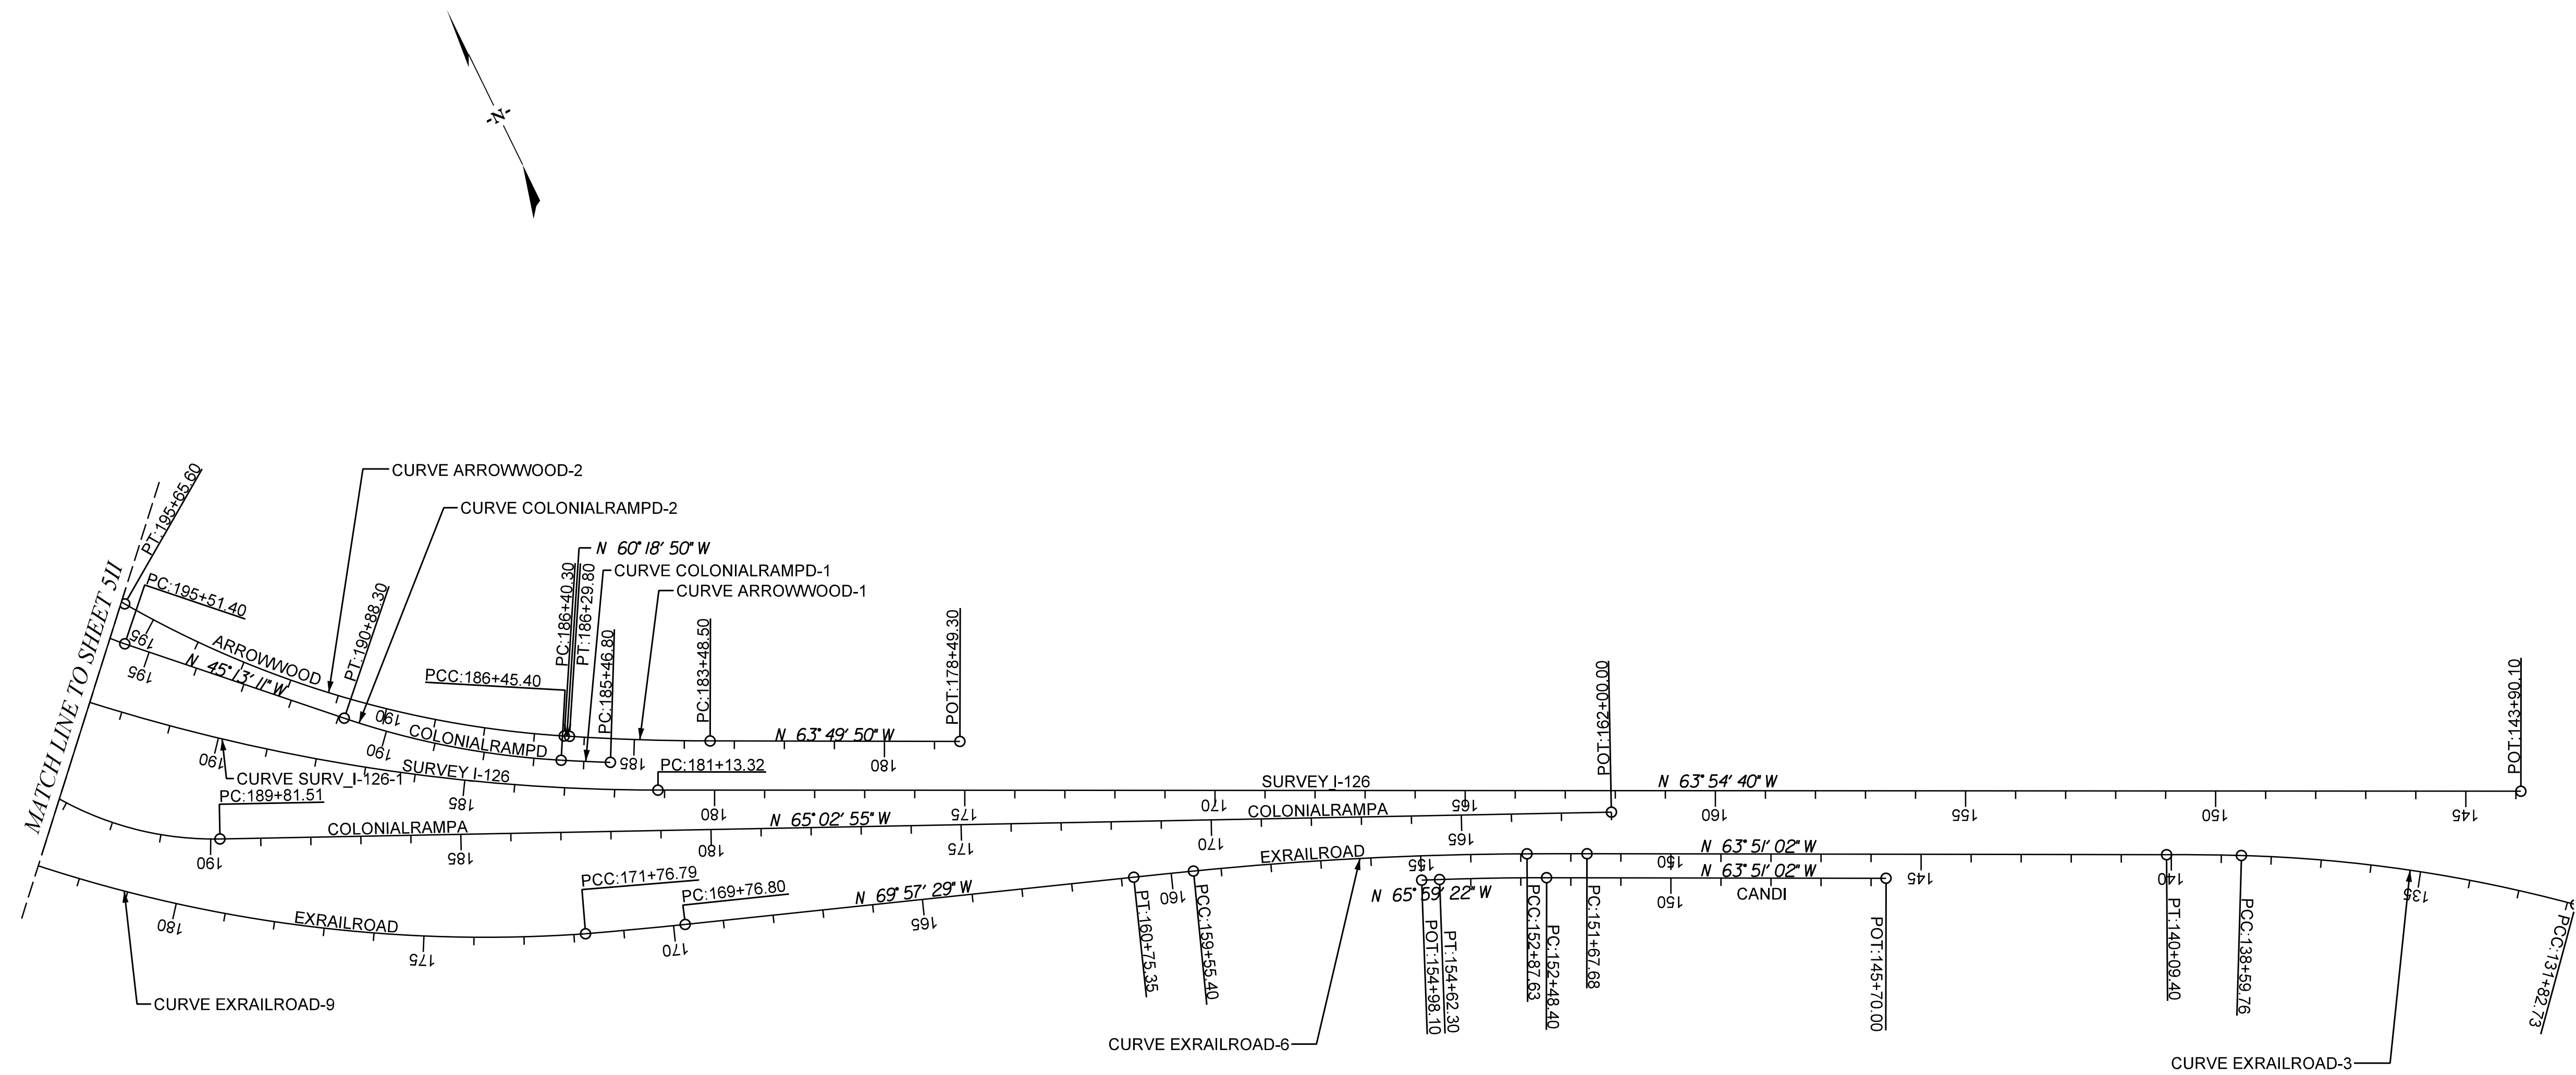 -N-
CURVE ARROWWOOD-2
PT:195+65.60
CURVE COLONIALRAMPD-2
N 60°18'50" W
MATCH LINE TO SHEET 5II
CURVE COLONIALRAMPD-1
PC:195+51.40
PT:190+88.30
PC:186+40.30
PT:186+29.80
CURVE ARROWWOOD-1
PC:185+46.80
PC:183+48.50
POT:178+49.30
195
ARROWWOOD
195
N 45°13'11" W
PCC:186+45.40
190
190
COLONIALRAMPD
185
N 63°49'50" W
180
POT:162+00.00
POT:143+90.10
190
CURVE SURV_I-126-1
SURVEY I-126
185
PC:181+13.32
180
175
SURVEY_I-126
170
165
N 63°54'40" W
160
155
150
145
PC:189+81.51
190
COLONIALRAMPA
185
N 65°02'55" W
180
175
COLONIALRAMPA
170
165
EXRAILROAD
180
EXRAILROAD
175
PCC:171+76.79
PC:169+76.80
170
N 69°57'29" W
165
160
155
N 63°51'02" W
150
N 63°51'02" W
145
140
135
N 65°59'22" W
150
CANDI
PT:160+75.35
PCC:159+55.40
POT:154+98.10
PT:154+62.30
PCC:152+87.63
PC:152+48.40
PC:151+67.68
POT:145+70.00
PT:140+09.40
PCC:138+59.76
PCC:131+82.73
CURVE EXRAILROAD-9
CURVE EXRAILROAD-6
CURVE EXRAILROAD-3